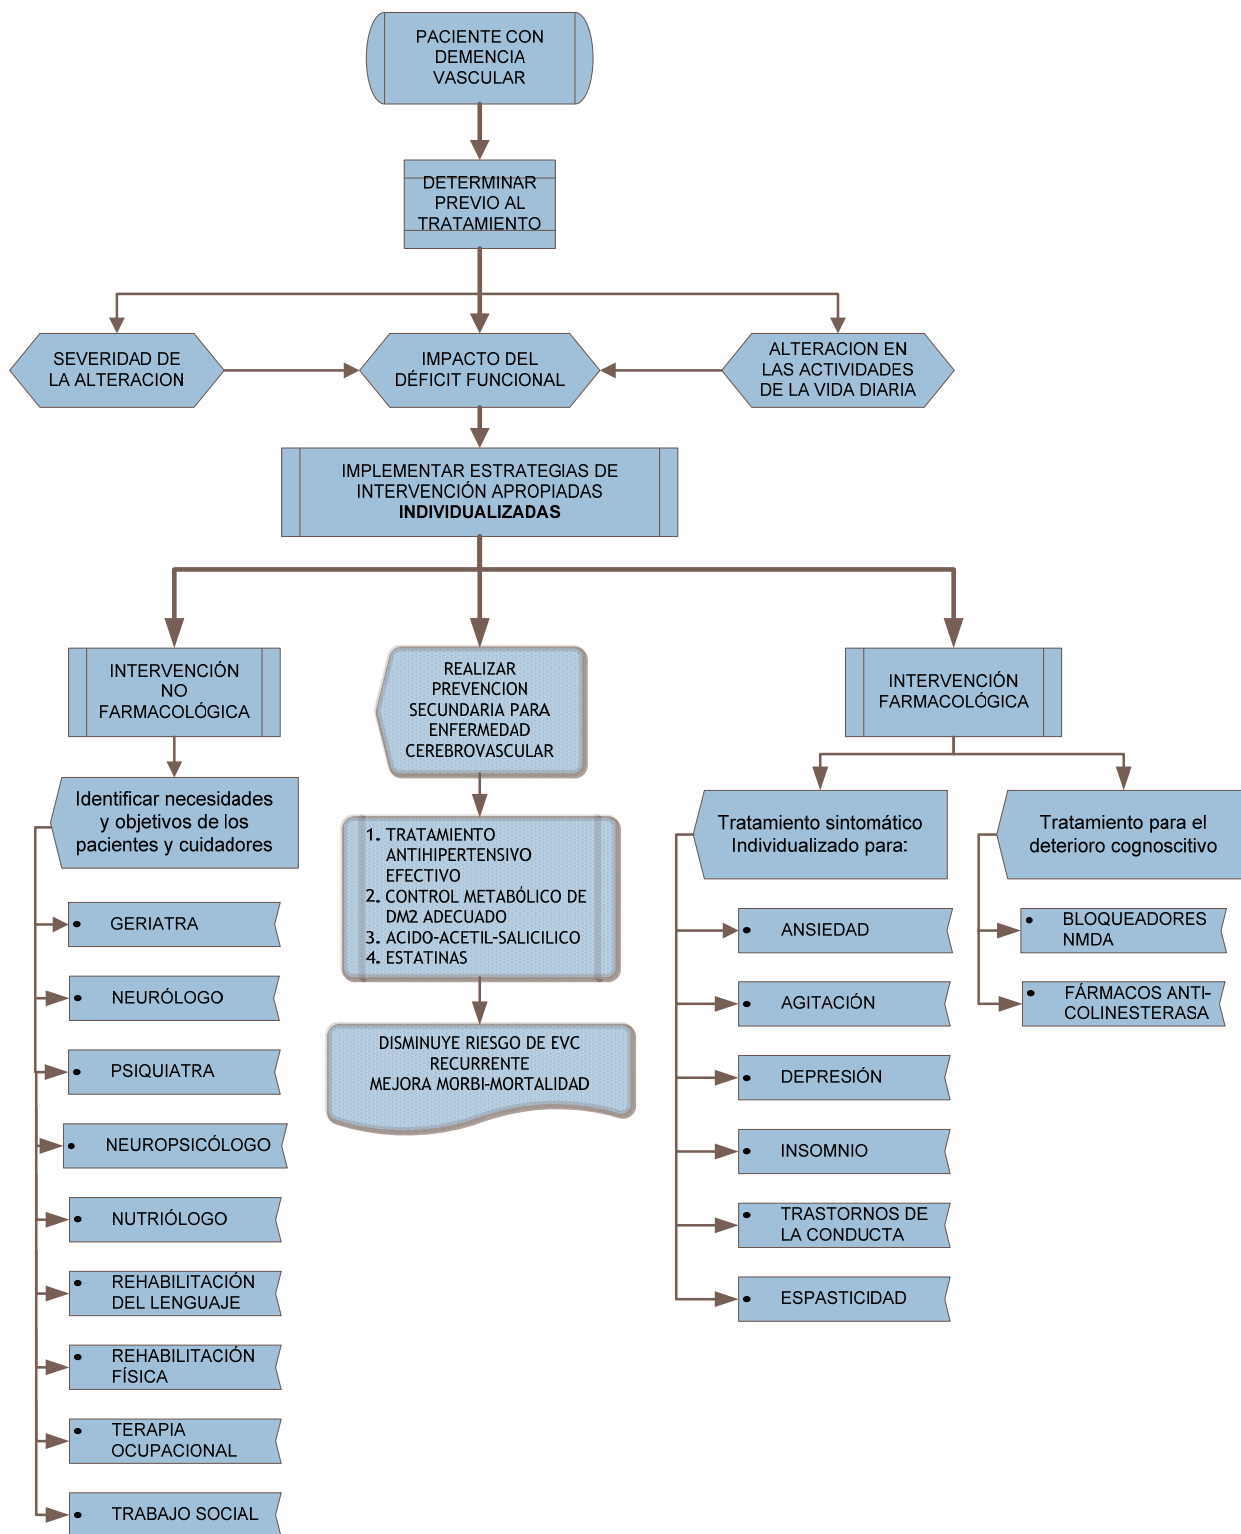 PACIENTE CON
DEMENCIA
VASCULAR
DETERMINAR
PREVIO AL
TRATAMIENTO
SEVERIDAD DE
LA ALTERACION
IMPACTO DEL
DÉFICIT FUNCIONAL
ALTERACION EN
LAS ACTIVIDADES
DE LA VIDA DIARIA
IMPLEMENTAR ESTRATEGIAS DE
INTERVENCIÓN APROPIADAS
INDIVIDUALIZADAS
INTERVENCIÓN
NO
FARMACOLÓGICA
Identificar necesidades
y objetivos de los
pacientes y cuidadores
• GERIATRA
• NEURÓLOGO
• PSIQUIATRA
• NEUROPSICÓLOGO
• NUTRIÓLOGO
• REHABILITACIÓN
DEL LENGUAJE
• REHABILITACIÓN
FÍSICA
• TERAPIA
OCUPACIONAL
• TRABAJO SOCIAL
REALIZAR
PREVENCION
SECUNDARIA PARA
ENFERMEDAD
CEREBROVASCULAR
1. TRATAMIENTO
ANTIHIPERTENSIVO
EFECTIVO
2. CONTROL METABÓLICO DE
DM2 ADECUADO
3. ACIDO-ACETIL-SALICILICO
4. ESTATINAS
DISMINUYE RIESGO DE EVC
RECURRENTE
MEJORA MORBI-MORTALIDAD
INTERVENCIÓN
FARMACOLÓGICA
Tratamiento sintomático
Individualizado para:
• ANSIEDAD
• AGITACIÓN
• DEPRESIÓN
• INSOMNIO
• TRASTORNOS DE
LA CONDUCTA
• ESPASTICIDAD
Tratamiento para el
deterioro cognoscitivo
• BLOQUEADORES
NMDA
• FÁRMACOS ANTI-
COLINESTERASA